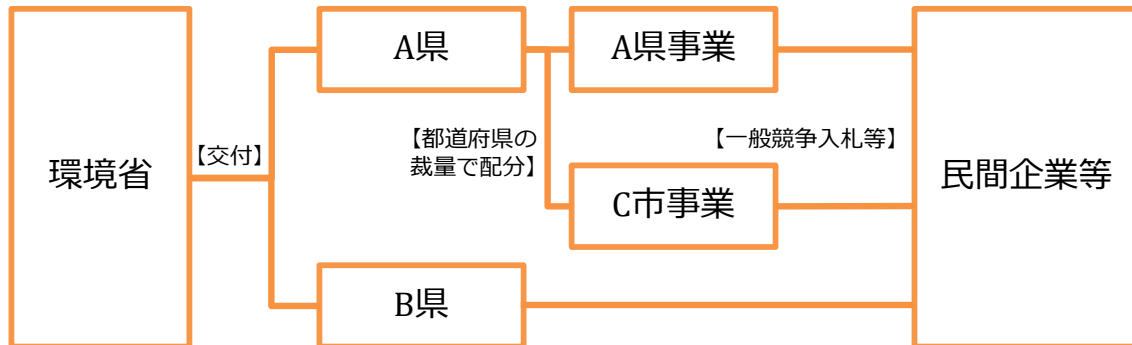 環境省
【交付】
A県
【都道府県の
裁量で配分】
A県事業
C市事業
【一般競争入札等】
民間企業等
B県